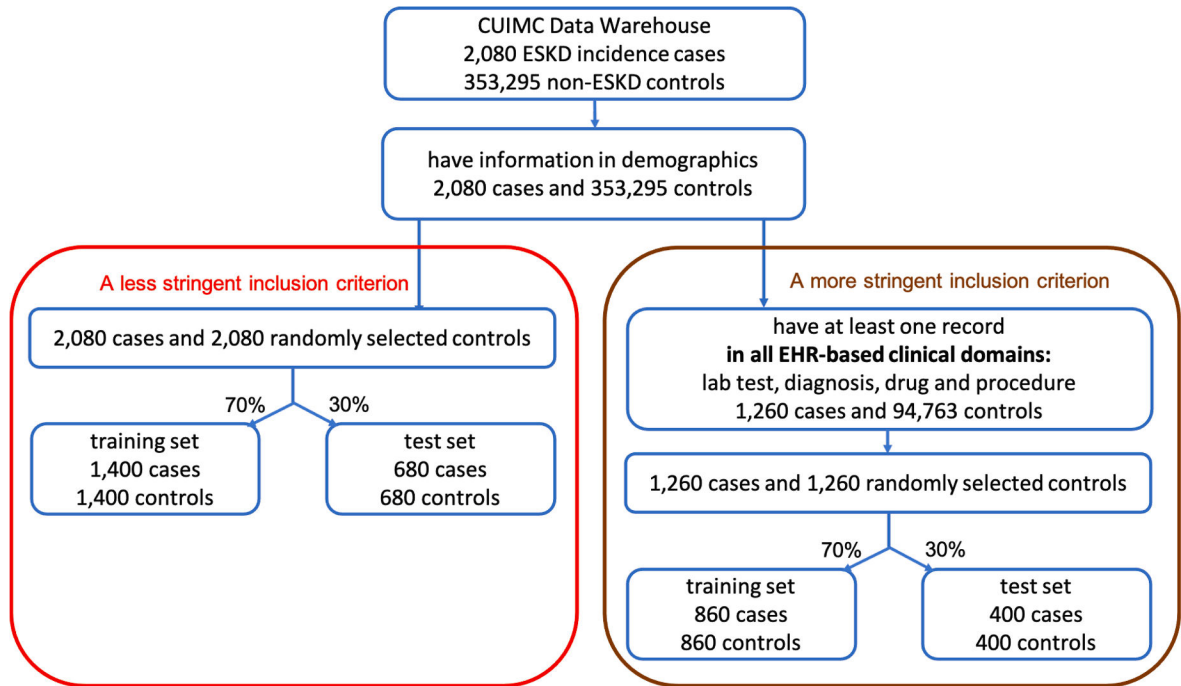 CUIMC Data Warehouse
2,080 ESKD incidence cases
353,295 non-ESKD controls
have information in demographics
2,080 cases and 353,295 controls
A less stringent inclusion criterion
2,080 cases and 2,080 randomly selected controls
70%
30%
training set
1,400 cases
1,400 controls
test set
680 cases
680 controls
A more stringent inclusion criterion
have at least one record
in all EHR-based clinical domains:
lab test, diagnosis, drug and procedure
1,260 cases and 94,763 controls
1,260 cases and 1,260 randomly selected controls
70%
30%
training set
860 cases
860 controls
test set
400 cases
400 controls